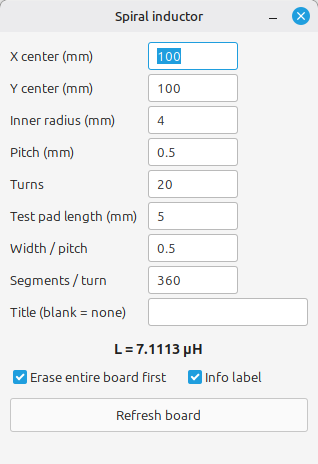 Spiral inductor
X center (mm) 100
Y center (mm) 100
Inner radius (mm) 4
Pitch (mm) 0.5
Turns 20
Test pad length (mm) 5
Width / pitch 0.5
Segments / turn 360
Title (blank = none)
L = 7.1113 µH
Erase entire board first Info label
Refresh board